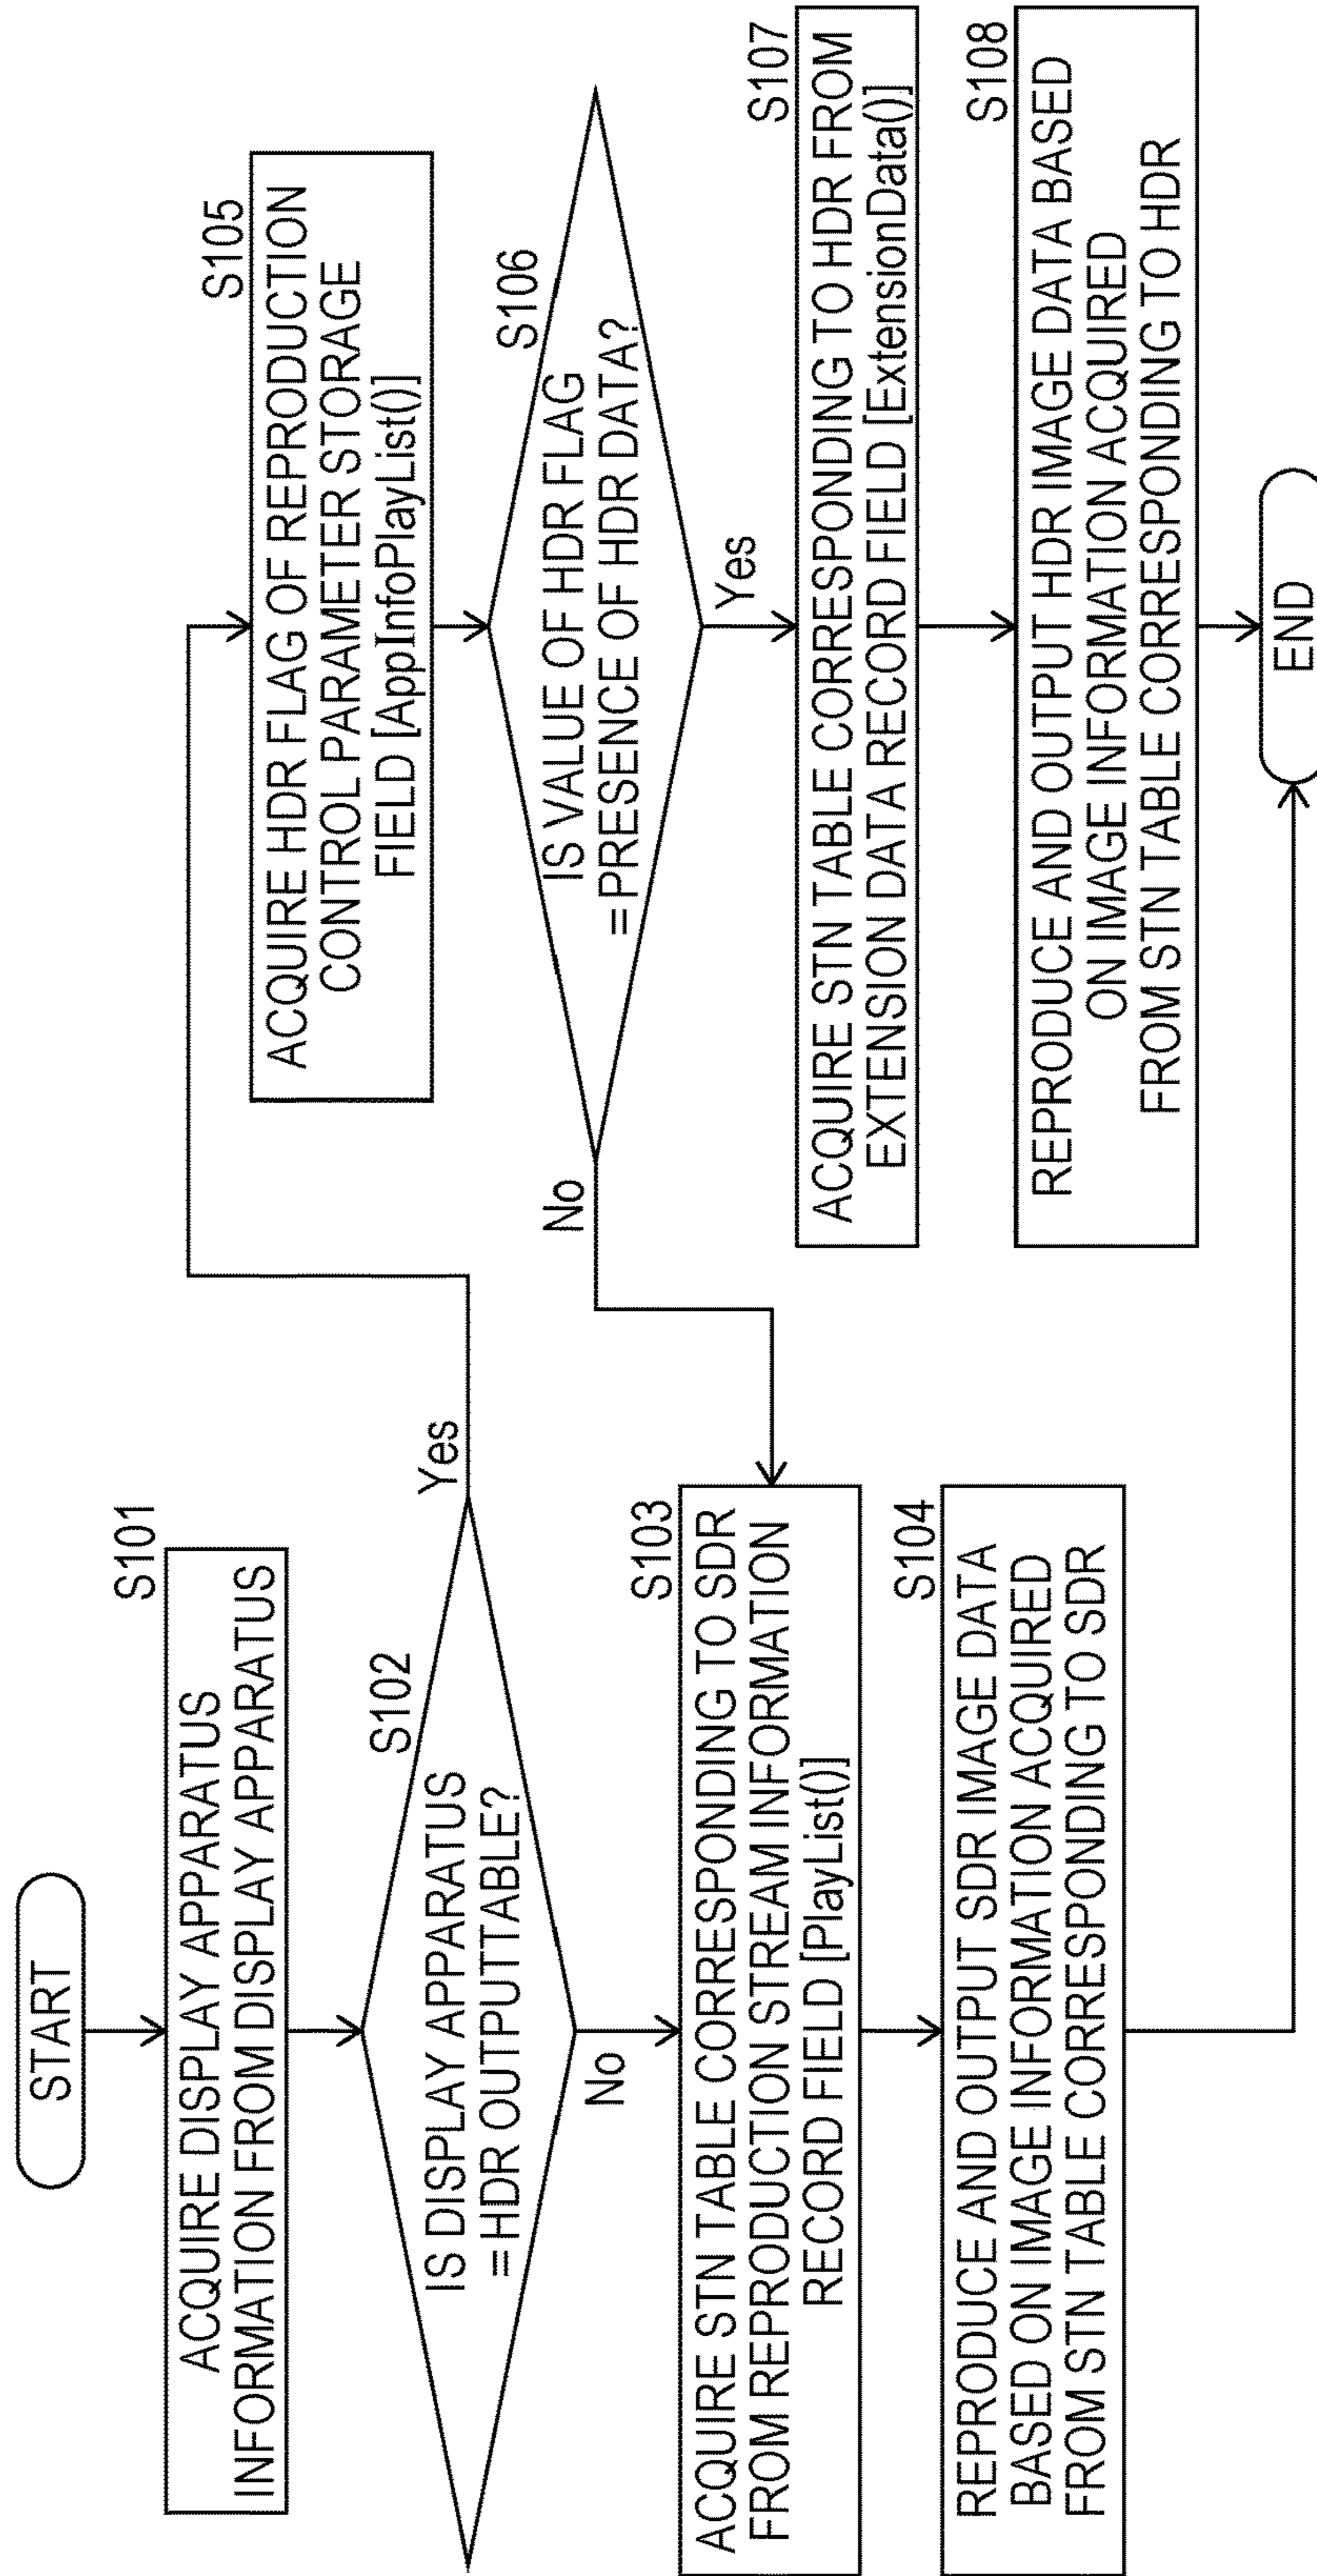 START
S101
ACQUIRE DISPLAY APPARATUS
INFORMATION FROM DISPLAY APPARATUS
S102
IS DISPLAY APPARATUS
= HDR OUTPUTTABLE?
Yes
No
S103
ACQUIRE STN TABLE CORRESPONDING TO SDR
FROM REPRODUCTION STREAM INFORMATION
RECORD FIELD [PlayList()]
S104
REPRODUCE AND OUTPUT SDR IMAGE DATA
BASED ON IMAGE INFORMATION ACQUIRED
FROM STN TABLE CORRESPONDING TO SDR
S105
ACQUIRE HDR FLAG OF REPRODUCTION
CONTROL PARAMETER STORAGE
FIELD [AppInfoPlayList()]
S106
IS VALUE OF HDR FLAG
= PRESENCE OF HDR DATA?
No
Yes
S107
ACQUIRE STN TABLE CORRESPONDING TO HDR FROM
EXTENSION DATA RECORD FIELD [ExtensionData()]
S108
REPRODUCE AND OUTPUT HDR IMAGE DATA BASED
ON IMAGE INFORMATION ACQUIRED
FROM STN TABLE CORRESPONDING TO HDR
END